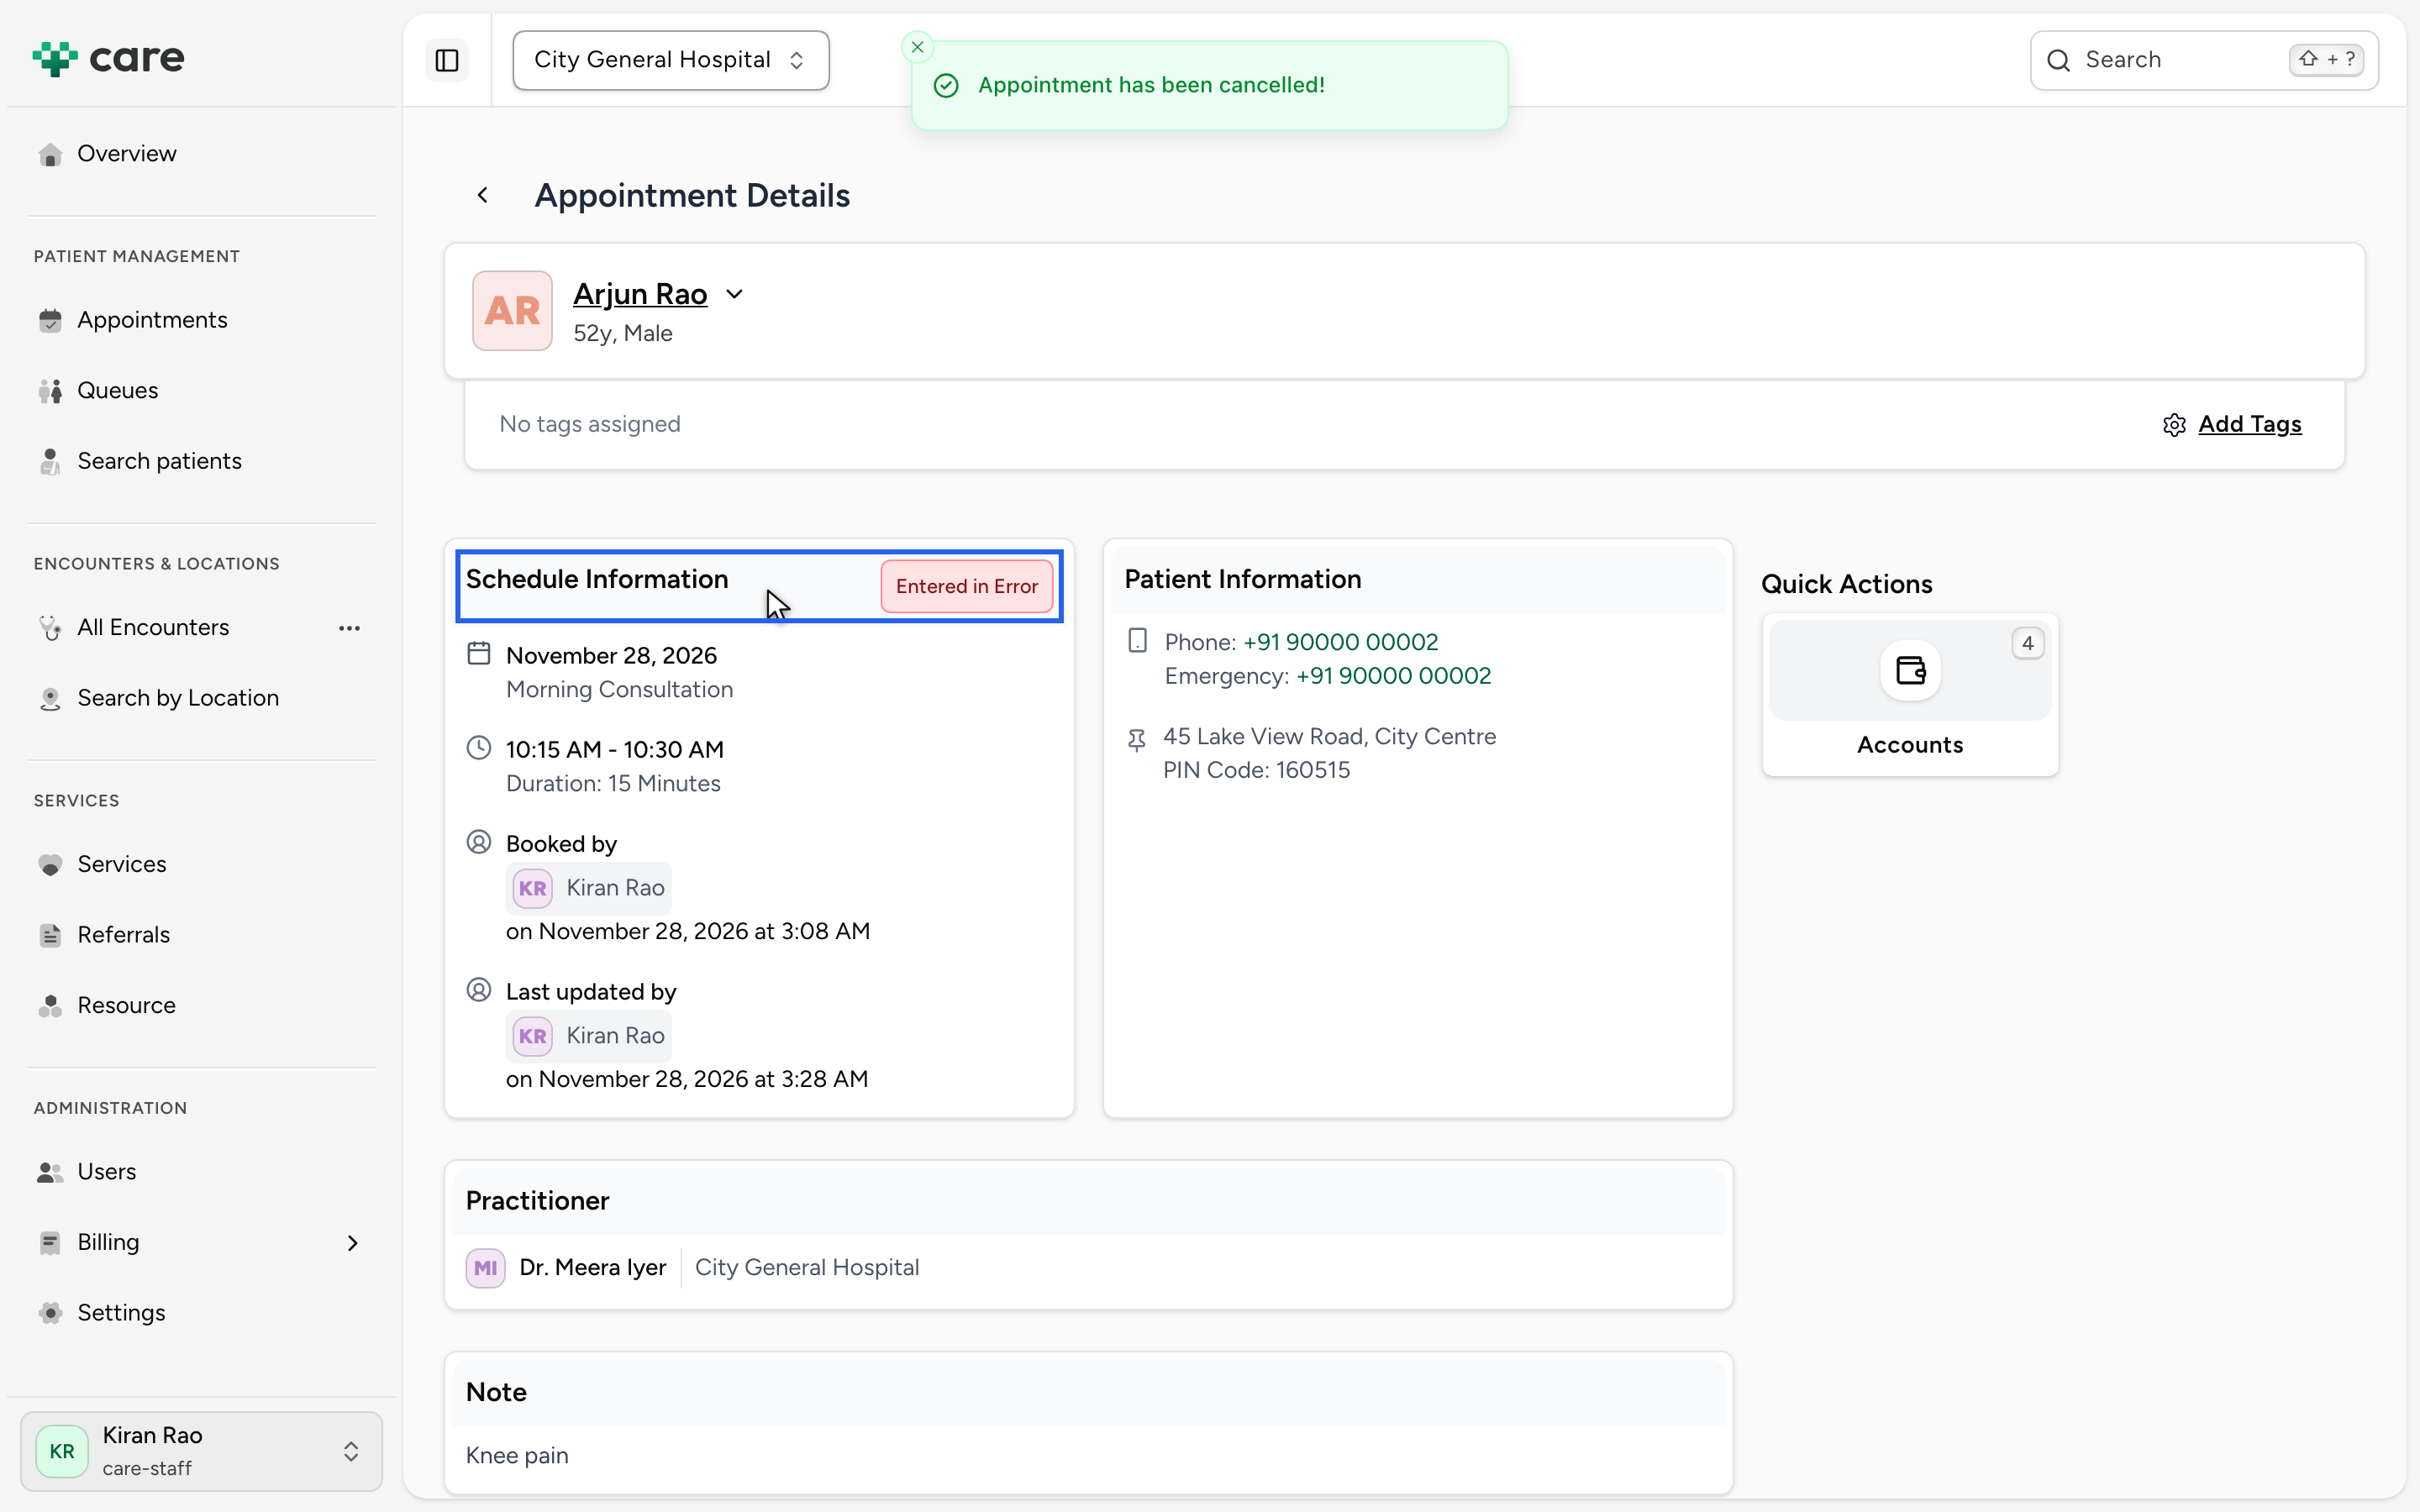 care
City General Hospital
Appointment has been cancelled!
Search
+ ?
Overview
PATIENT MANAGEMENT
Appointments
Queues
Search patients
ENCOUNTERS & LOCATIONS
All Encounters
Search by Location
SERVICES
Services
Referrals
Resource
ADMINISTRATION
Users
Billing
Settings
KR
Kiran Rao
care-staff
Appointment Details
AR
Arjun Rao
52y, Male
No tags assigned
Add Tags
Schedule Information
Entered in Error
November 28, 2026
Morning Consultation
10:15 AM - 10:30 AM
Duration: 15 Minutes
Booked by
KR Kiran Rao
on November 28, 2026 at 3:08 AM
Last updated by
KR Kiran Rao
on November 28, 2026 at 3:28 AM
Patient Information
Phone: +91 90000 00002
Emergency: +91 90000 00002
45 Lake View Road, City Centre
PIN Code: 160515
Quick Actions
4
Accounts
Practitioner
MI Dr. Meera Iyer City General Hospital
Note
Knee pain